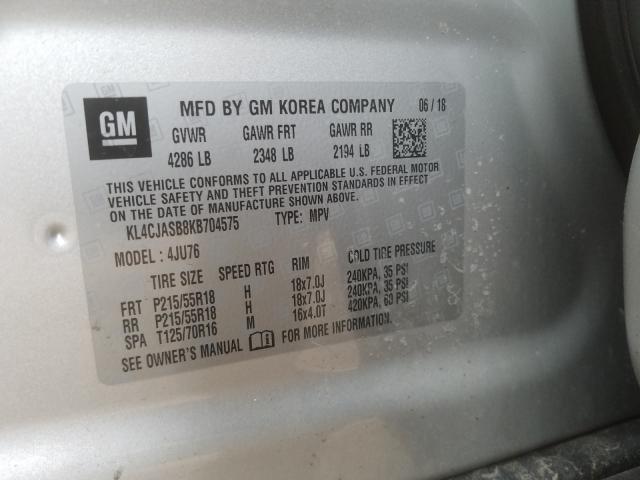 GM
MFD BY GM KOREA COMPANY 06/18
GVWR GAWR FRT GAWR RR
4286 LB 2348 LB 2194 LB
THIS VEHICLE CONFORMS TO ALL APPLICABLE U.S. FEDERAL MOTOR
VEHICLE SAFETY AND THEFT PREVENTION STANDARDS IN EFFECT
ON THE DATE OF MANUFACTURE SHOWN ABOVE.
KL4CJASB8KB704575 TYPE: MPV
MODEL: 4JU76
TIRE SIZE SPEED RTG RIM COLD TIRE PRESSURE
FRT P215/55R18 H 18x7.0J 240KPA, 35 PSI
RR P215/55R18 H 18x7.0J 240KPA, 35 PSI
SPA T125/70R16 M 16x4.0T 420KPA, 60 PSI
SEE OWNER'S MANUAL FOR MORE INFORMATION.